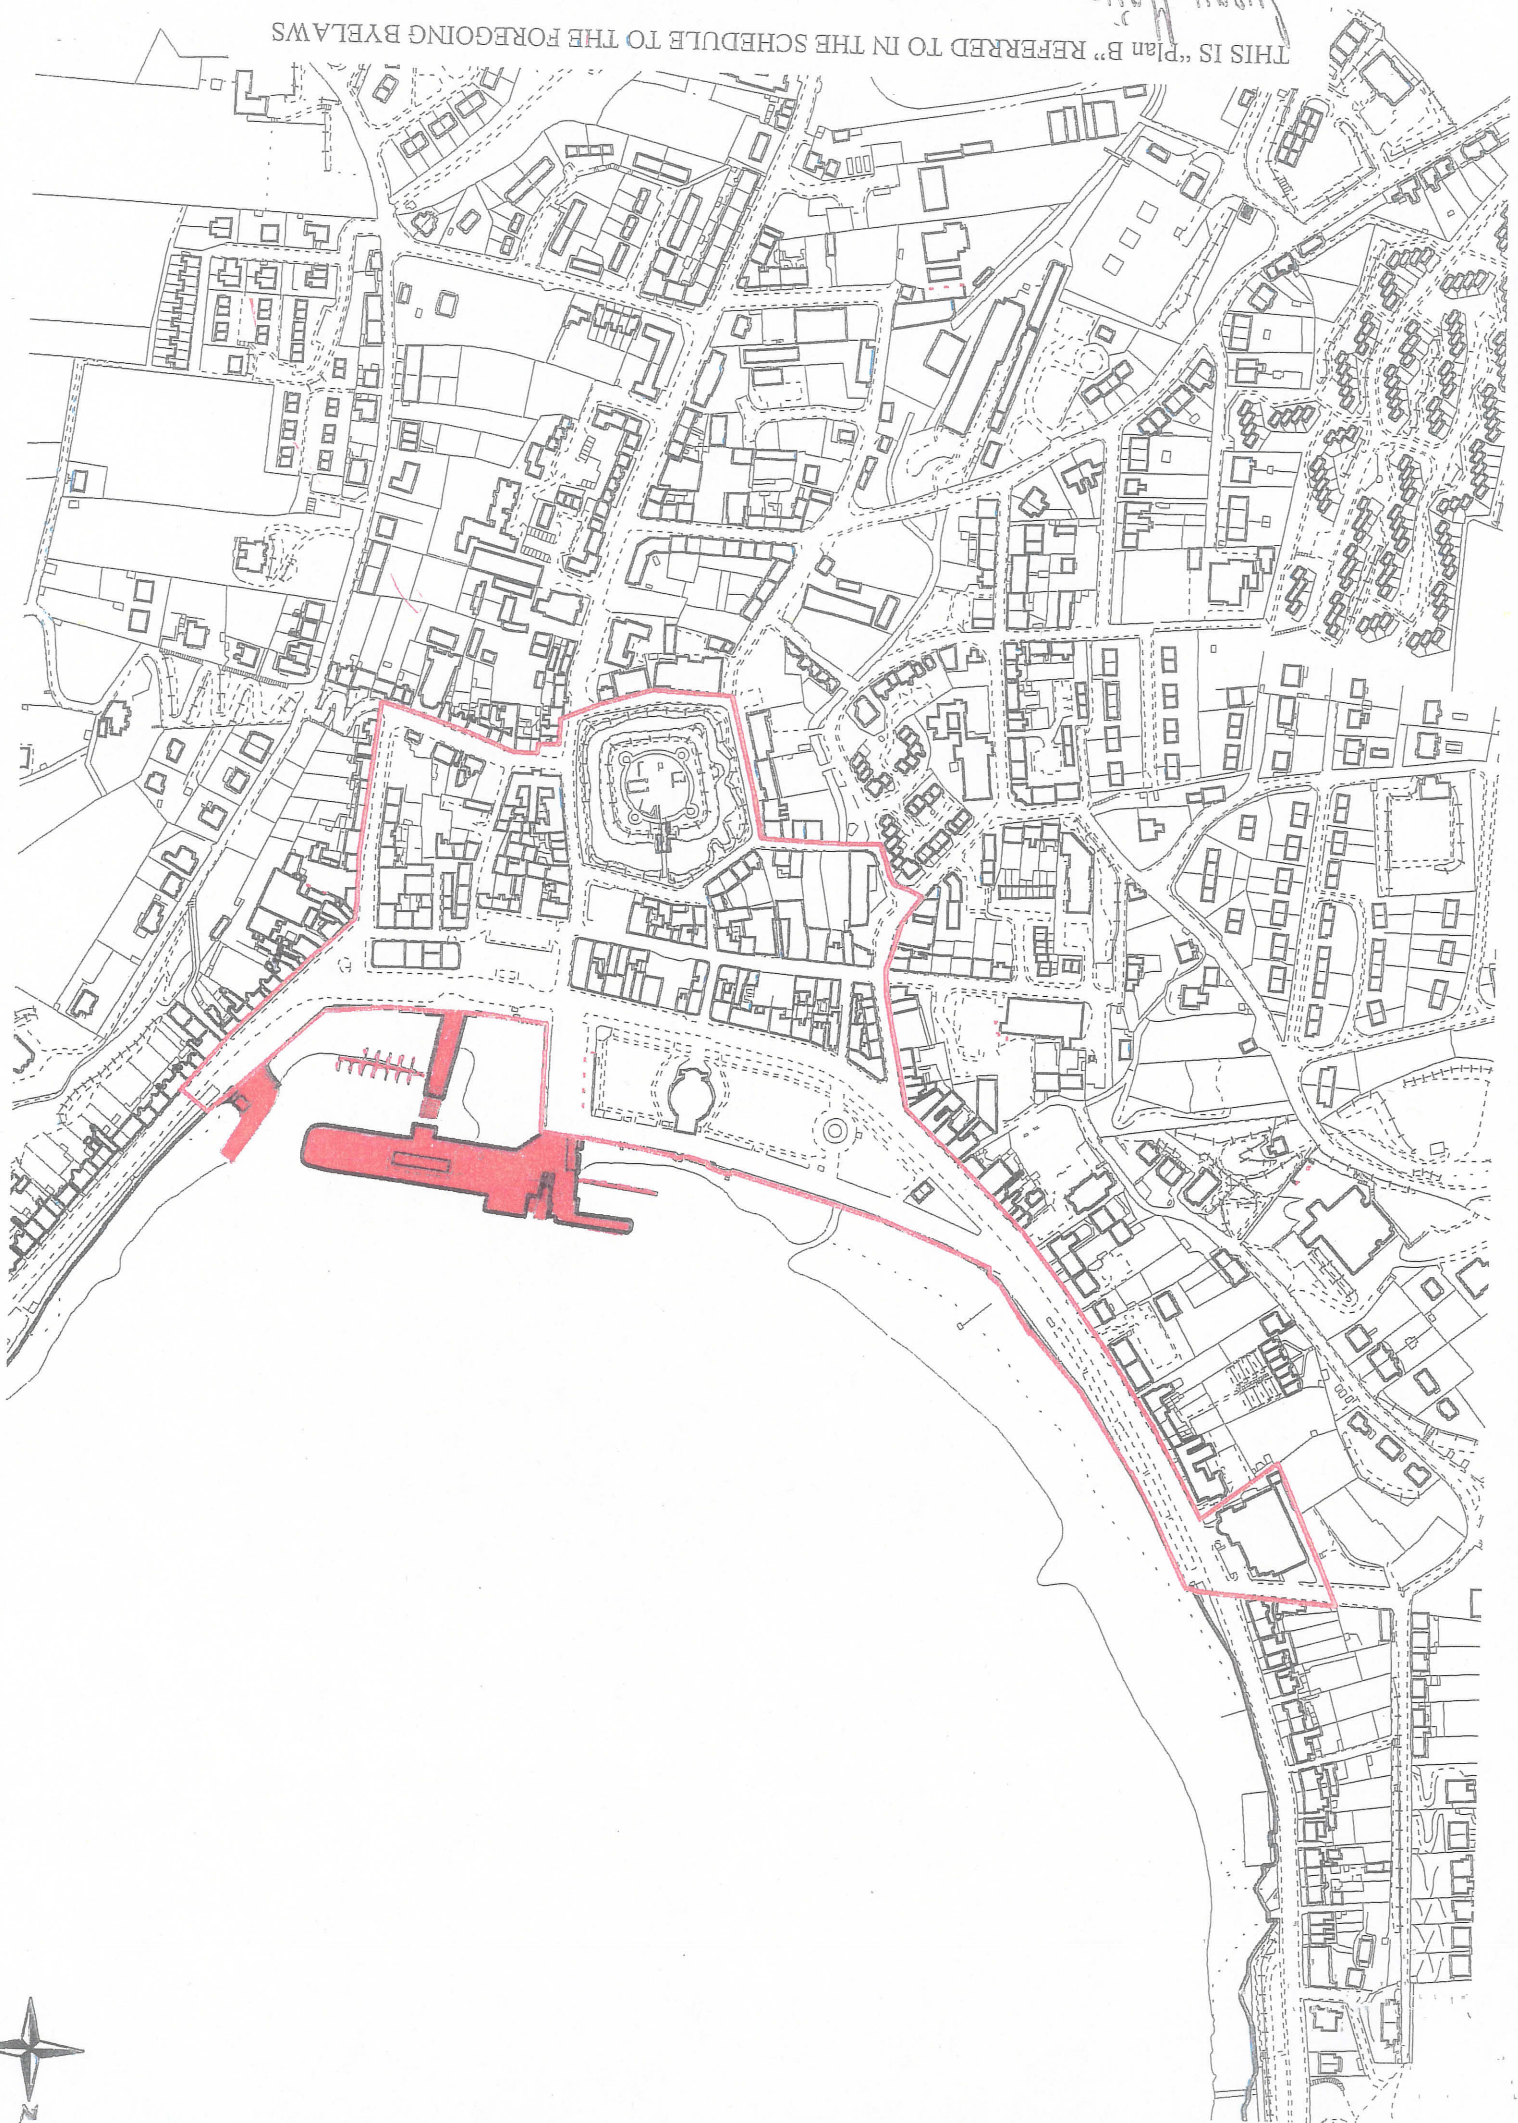 THIS IS “Plan B” REFERRED TO IN THE SCHEDULE TO THE FOREGOING BYELAWS
N